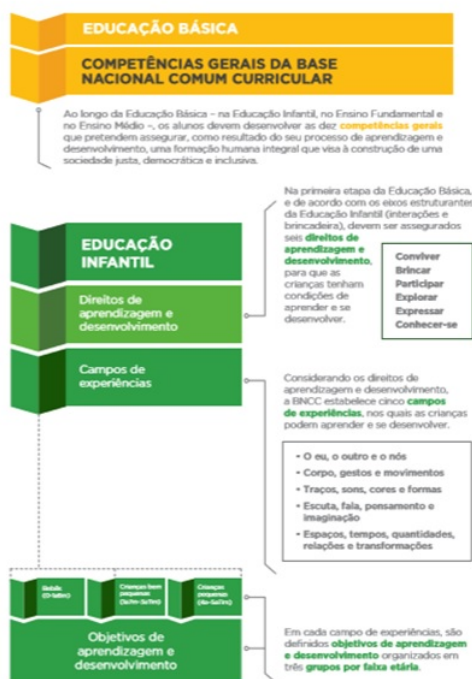 EDUCAÇÃO BÁSICA
COMPETÊNCIAS GERAIS DA BASE
NACIONAL COMUM CURRICULAR
Ao longo da Educação Básica – na Educação Infantil, no Ensino Fundamental e
no Ensino Médio –, os alunos devem desenvolver as dez competências gerais
que pretendem assegurar, como resultado do seu processo de aprendizagem e
desenvolvimento, uma formação humana integral que visa à construção de uma
sociedade justa, democrática e inclusiva.
Na primeira etapa da Educação Básica,
e de acordo com os eixos estruturantes
da Educação Infantil (interações e
brincadeira), devem ser assegurados
seis direitos de
aprendizagem e
desenvolvimento,
para que as
crianças tenham
condições de
aprender e se
desenvolver.
Conviver
Brincar
Participar
Explorar
Expressar
Conhecer-se
EDUCAÇÃO
INFANTIL
Direitos de
aprendizagem e
desenvolvimento
Campos de
experiências
Considerando os direitos de
aprendizagem e desenvolvimento,
a BNCC estabelece cinco campos
de experiências, nos quais as crianças
podem aprender e se desenvolver.
• O eu, o outro e o nós
• Corpo, gestos e movimentos
• Traços, sons, cores e formas
• Escuta, fala, pensamento e
imaginação
• Espaços, tempos, quantidades,
relações e transformações
Bebês
(0-1a6m)
Crianças bem
pequenas
(1a7m-3a11m)
Crianças
pequenas
(4a-5a11m)
Objetivos de
aprendizagem e
desenvolvimento
Em cada campo de experiências, são
definidos objetivos de aprendizagem
e desenvolvimento organizados em
três grupos por faixa etária.